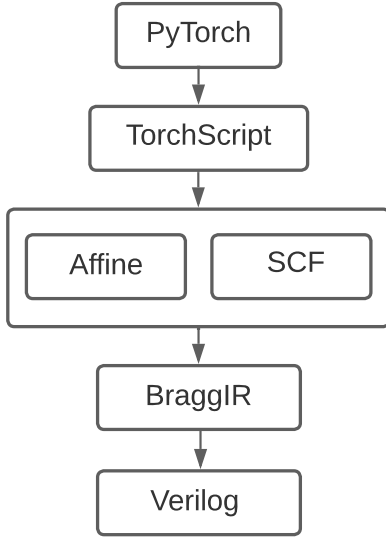 PyTorch
TorchScript
Affine
SCF
BraggIR
Verilog